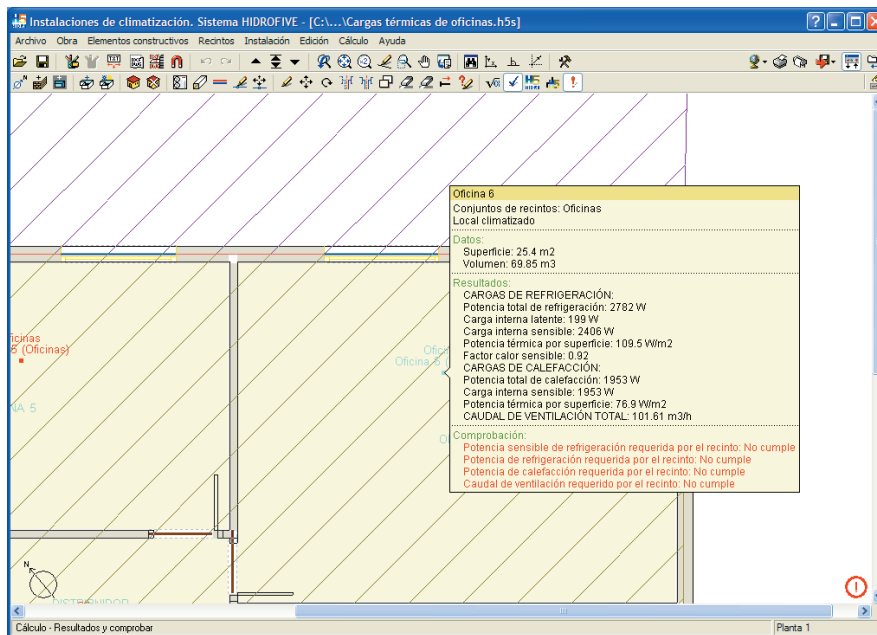 Instalaciones de climatización. Sistema HIDROFIVE - [C:\...\Cargas térmicas de oficinas.h5s]
Archivo Obra Elementos constructivos Recintos Instalación Edición Cálculo Ayuda
Oficina 6
Conjuntos de recintos: Oficinas
Local climatizado
Datos:
Superficie: 25.4 m2
Volumen: 69.85 m3
Resultados:
CARGAS DE REFRIGERACIÓN:
Potencia total de refrigeración: 2782 W
Carga interna latente: 199 W
Carga interna sensible: 2406 W
Potencia térmica por superficie: 109.5 W/m2
Factor calor sensible: 0.92
CARGAS DE CALEFACCIÓN:
Potencia total de calefacción: 1953 W
Carga interna sensible: 1953 W
Potencia térmica por superficie: 76.9 W/m2
CAUDAL DE VENTILACIÓN TOTAL: 101.61 m3/h
Comprobación:
Potencia sensible de refrigeración requerida por el recinto: No cumple
Potencia de refrigeración requerida por el recinto: No cumple
Potencia de calefacción requerida por el recinto: No cumple
Caudal de ventilación requerido por el recinto: No cumple
ficinas
5 (Oficinas)
NA 5
Ofici
Oficina 6 (
N
DISTRIBUIDOR
Cálculo - Resultados y comprobar
Planta 1